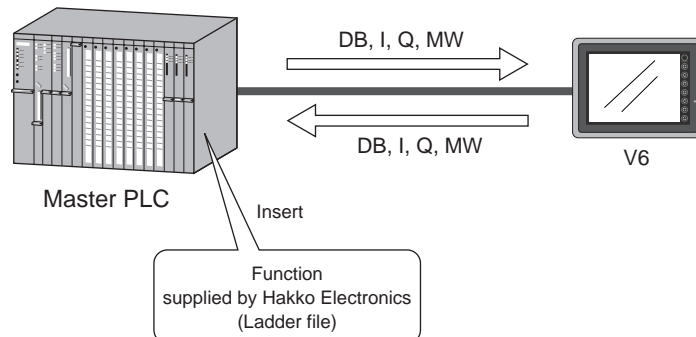 DB, I, Q, MW
DB, I, Q, MW
V6
Master PLC
Insert
Function
supplied by Hakko Electronics
(Ladder file)